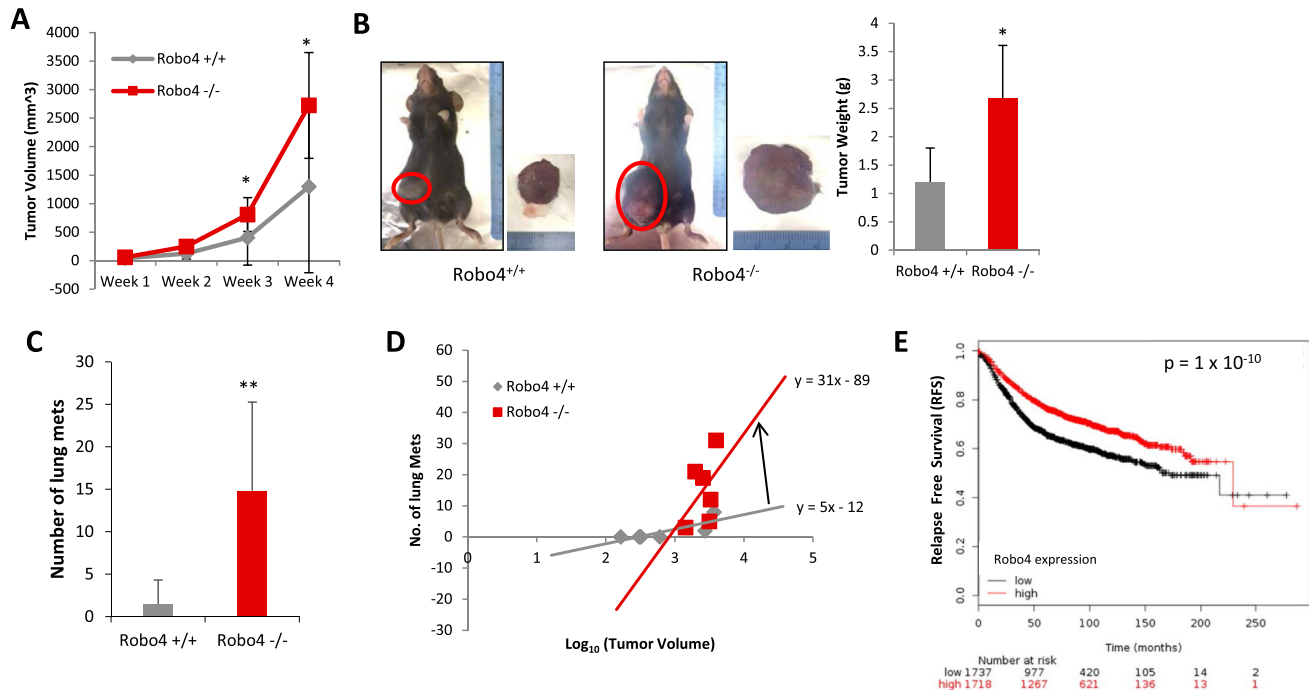 A
4000
3500
3000
2500
2000
1500
1000
500
0
-500
Tumor Volume (mm^3)
Robo4 +/+
Robo4 -/-
*
*
Week 1 Week 2 Week 3 Week 4
B
Robo4+/+
Robo4-/-
4
3.5
3
2.5
2
1.5
1
0.5
0
Tumor Weight (g)
*
Robo4 +/+ Robo4 -/-
C
30
25
20
15
10
5
0
Number of lung mets
**
Robo4 +/+ Robo4 -/-
D
60
50
40
30
20
10
0
-10
-20
-30
No. of lung Mets
Robo4 +/+
Robo4 -/-
y = 31x - 89
y = 5x - 12
0 1 2 3 4 5
Log10 (Tumor Volume)
E
p = 1 x 10-10
1.0
0.8
0.6
0.4
0.2
0.0
Relapse Free Survival (RFS)
Robo4 expression
low
high
0 50 100 150 200 250
Time (months)
Number at risk
low 1737 977 420 105 14 2
high 1718 1267 621 136 13 1